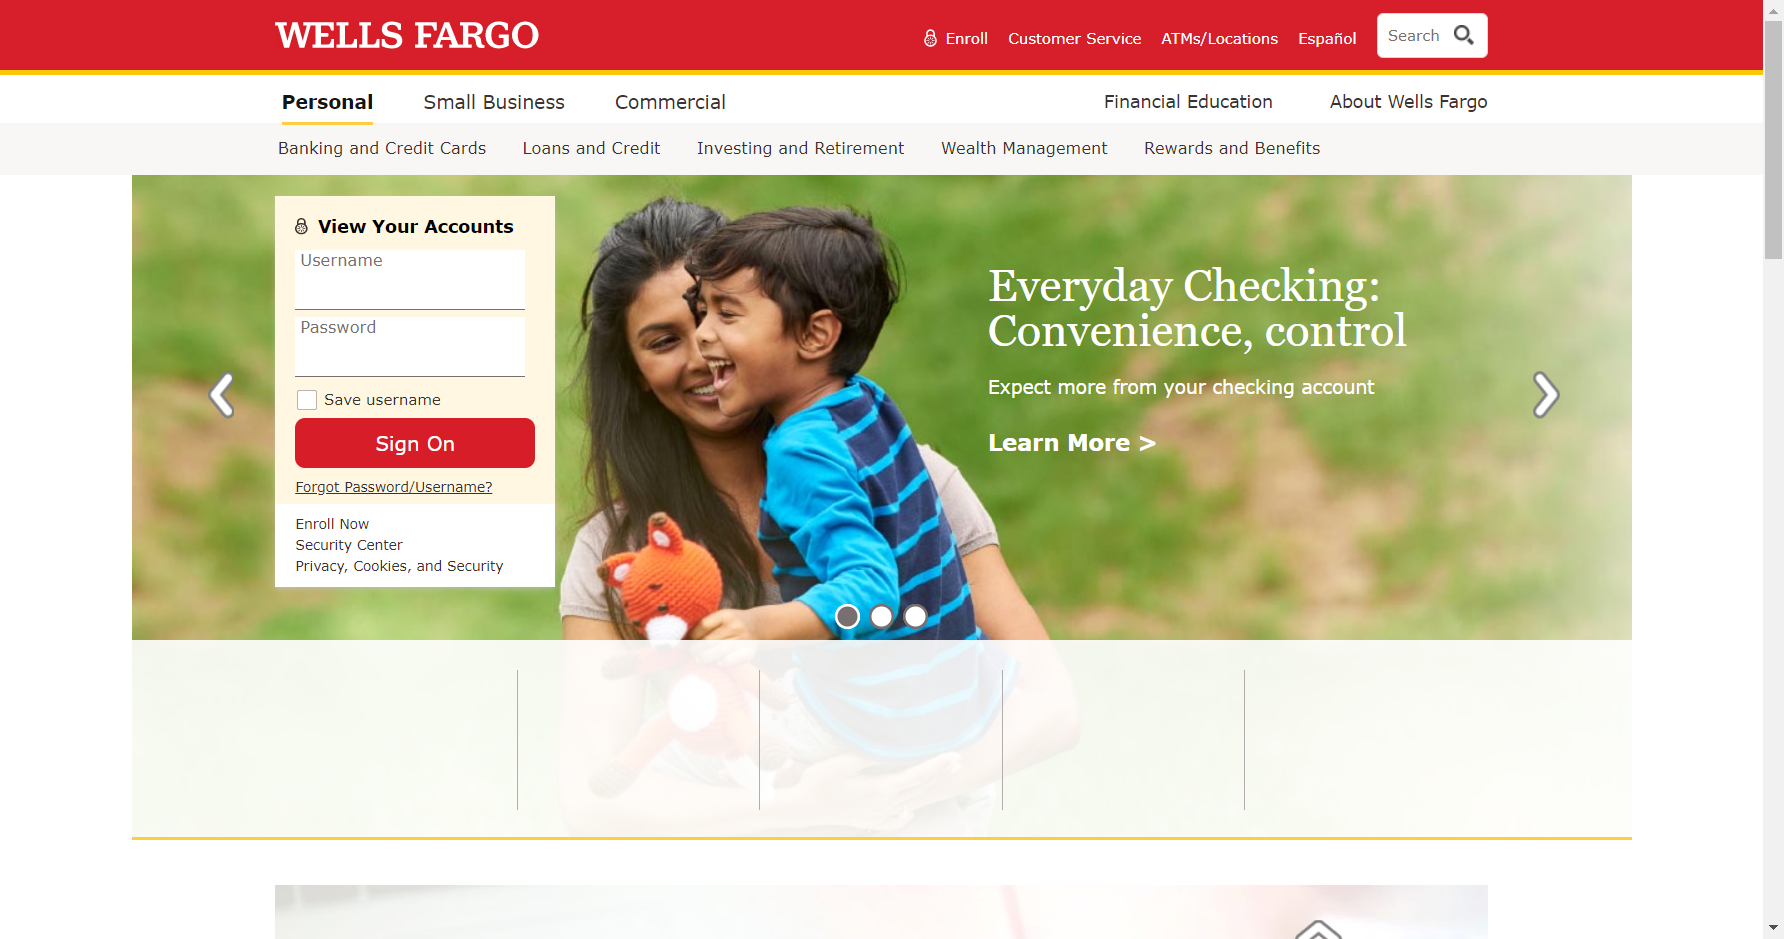 WELLS FARGO
Enroll
Customer Service
ATMs/Locations
Español
Search
Personal
Small Business
Commercial
Financial Education
About Wells Fargo
Banking and Credit Cards
Loans and Credit
Investing and Retirement
Wealth Management
Rewards and Benefits
View Your Accounts
Username
Password
Save username
Sign On
Forgot Password/Username?
Enroll Now
Security Center
Privacy, Cookies, and Security
Everyday Checking:
Convenience, control
Expect more from your checking account
Learn More >